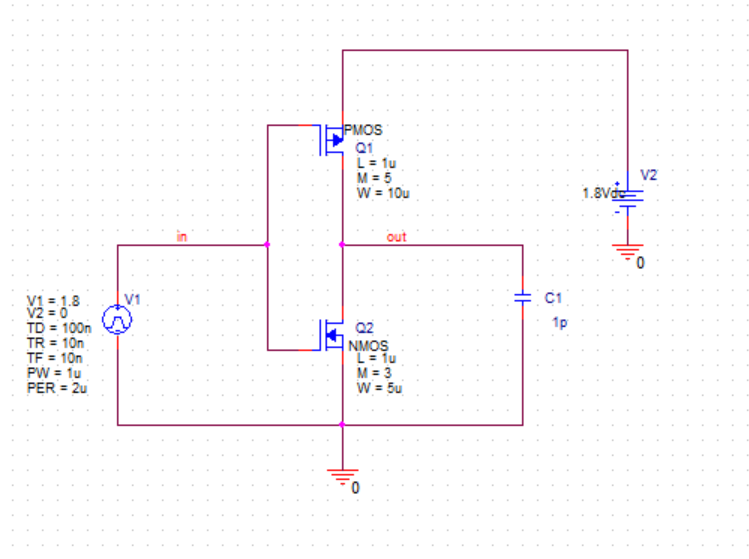 PMOS
Q1
L = 1u
M = 5
W = 10u
V2
1.8Vdc
+
-
0
in
out
V1 = 1.8
V2 = 0
TD = 100n
TR = 10n
TF = 10n
PW = 1u
PER = 2u
V1
+
-
C1
1p
Q2
NMOS
L = 1u
M = 3
W = 5u
0